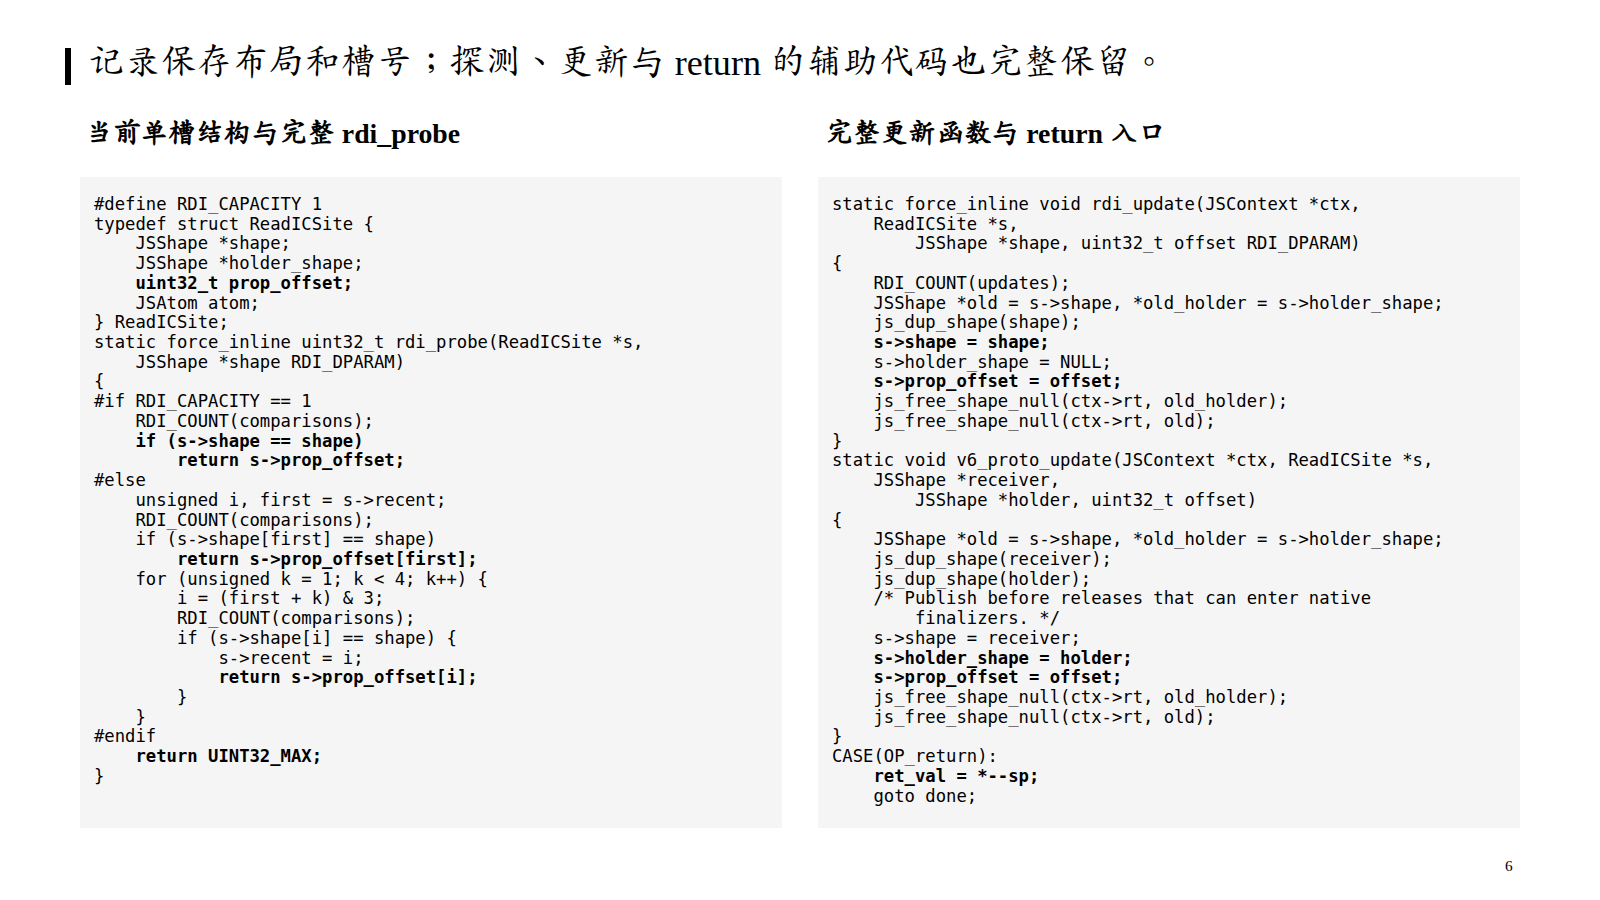 记录保存布局和槽号；探测、更新与 return 的辅助代码也完整保留。
当前单槽结构与完整 rdi_probe
#define RDI_CAPACITY 1
typedef struct ReadICSite {
    JSShape *shape;
    JSShape *holder_shape;
    uint32_t prop_offset;
    JSAtom atom;
} ReadICSite;
static force_inline uint32_t rdi_probe(ReadICSite *s,
    JSShape *shape RDI_DPARAM)
{
#if RDI_CAPACITY == 1
    RDI_COUNT(comparisons);
    if (s->shape == shape)
        return s->prop_offset;
#else
    unsigned i, first = s->recent;
    RDI_COUNT(comparisons);
    if (s->shape[first] == shape)
        return s->prop_offset[first];
    for (unsigned k = 1; k < 4; k++) {
        i = (first + k) & 3;
        RDI_COUNT(comparisons);
        if (s->shape[i] == shape) {
            s->recent = i;
            return s->prop_offset[i];
        }
    }
#endif
    return UINT32_MAX;
}
完整更新函数与 return 入口
static force_inline void rdi_update(JSContext *ctx,
    ReadICSite *s,
        JSShape *shape, uint32_t offset RDI_DPARAM)
{
    RDI_COUNT(updates);
    JSShape *old = s->shape, *old_holder = s->holder_shape;
    js_dup_shape(shape);
    s->shape = shape;
    s->holder_shape = NULL;
    s->prop_offset = offset;
    js_free_shape_null(ctx->rt, old_holder);
    js_free_shape_null(ctx->rt, old);
}
static void v6_proto_update(JSContext *ctx, ReadICSite *s,
    JSShape *receiver,
        JSShape *holder, uint32_t offset)
{
    JSShape *old = s->shape, *old_holder = s->holder_shape;
    js_dup_shape(receiver);
    js_dup_shape(holder);
    /* Publish before releases that can enter native
        finalizers. */
    s->shape = receiver;
    s->holder_shape = holder;
    s->prop_offset = offset;
    js_free_shape_null(ctx->rt, old_holder);
    js_free_shape_null(ctx->rt, old);
}
CASE(OP_return):
    ret_val = *--sp;
    goto done;
6